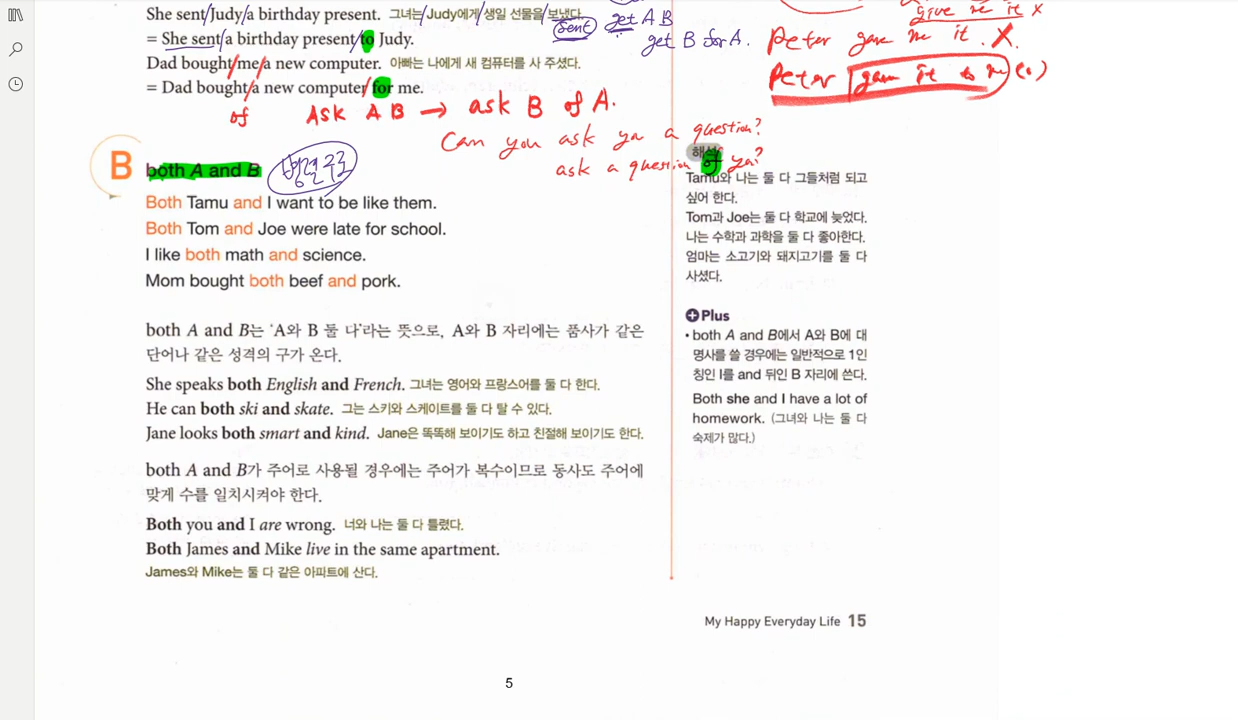 give me it X
She sent/Judy/a birthday present. 그녀는/Judy에게/생일 선물을/보냈다.
sent
get A B
= She sent/a birthday present/to Judy.
get B for A.
Peter gave me it. X.
Dad bought/me/a new computer. 아빠는 나에게 새 컴퓨터를 사 주셨다.
Peter gave it to me (o)
= Dad bought/a new computer/for me.
of
ASK A B → ask B of A.
Can you ask you a question?
ask a question of you?
B
both A and B
병렬구조
Both Tamu and I want to be like them.
Both Tom and Joe were late for school.
I like both math and science.
Mom bought both beef and pork.
both A and B는 'A와 B 둘 다'라는 뜻으로, A와 B 자리에는 품사가 같은
단어나 같은 성격의 구가 온다.
She speaks both English and French. 그녀는 영어와 프랑스어를 둘 다 한다.
He can both ski and skate. 그는 스키와 스케이트를 둘 다 탈 수 있다.
Jane looks both smart and kind. Jane은 똑똑해 보이기도 하고 친절해 보이기도 한다.
both A and B가 주어로 사용될 경우에는 주어가 복수이므로 동사도 주어에
맞게 수를 일치시켜야 한다.
Both you and I are wrong. 너와 나는 둘 다 틀렸다.
Both James and Mike live in the same apartment.
James와 Mike는 둘 다 같은 아파트에 산다.
해석
Tamu와 나는 둘 다 그들처럼 되고
싶어 한다.
Tom과 Joe는 둘 다 학교에 늦었다.
나는 수학과 과학을 둘 다 좋아한다.
엄마는 소고기와 돼지고기를 둘 다
사셨다.
Plus
• both A and B에서 A와 B에 대
명사를 쓸 경우에는 일반적으로 1인
칭인 I를 and 뒤인 B 자리에 쓴다.
Both she and I have a lot of
homework. (그녀와 나는 둘 다
숙제가 많다.)
My Happy Everyday Life 15
5